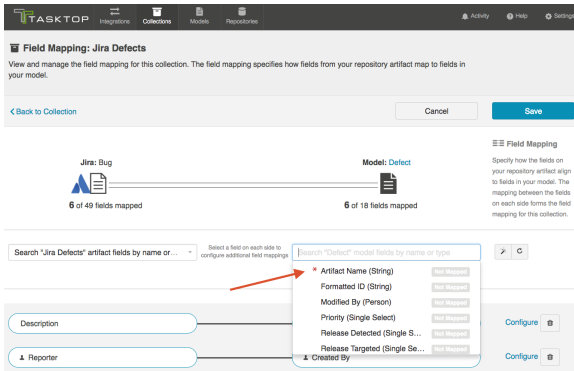 TASKTOP
Integrations
Collections
Models
Repositories
Activity
Help
Settings
Field Mapping: Jira Defects
View and manage the field mapping for this collection. The field mapping specifies how fields from your repository artifact map to fields in
your model.
Back to Collection
Cancel
Save
Field Mapping
Specify how the fields on
your repository artifact align
to fields in your model. The
mapping between the fields
on each side forms the field
mapping for this collection.
Jira: Bug
Model: Defect
6 of 49 fields mapped
6 of 18 fields mapped
Search "Jira Defects" artifact fields by name or...
Select a field on each side to
configure additional field mappings
Search "Defect" model fields by name or type
* Artifact Name (String) Not Mapped
Formatted ID (String) Not Mapped
Modified By (Person) Not Mapped
Priority (Single Select) Not Mapped
Release Detected (Single S... Not Mapped
Release Targeted (Single Se... Not Mapped
Description
Configure
Reporter
Created By
Configure